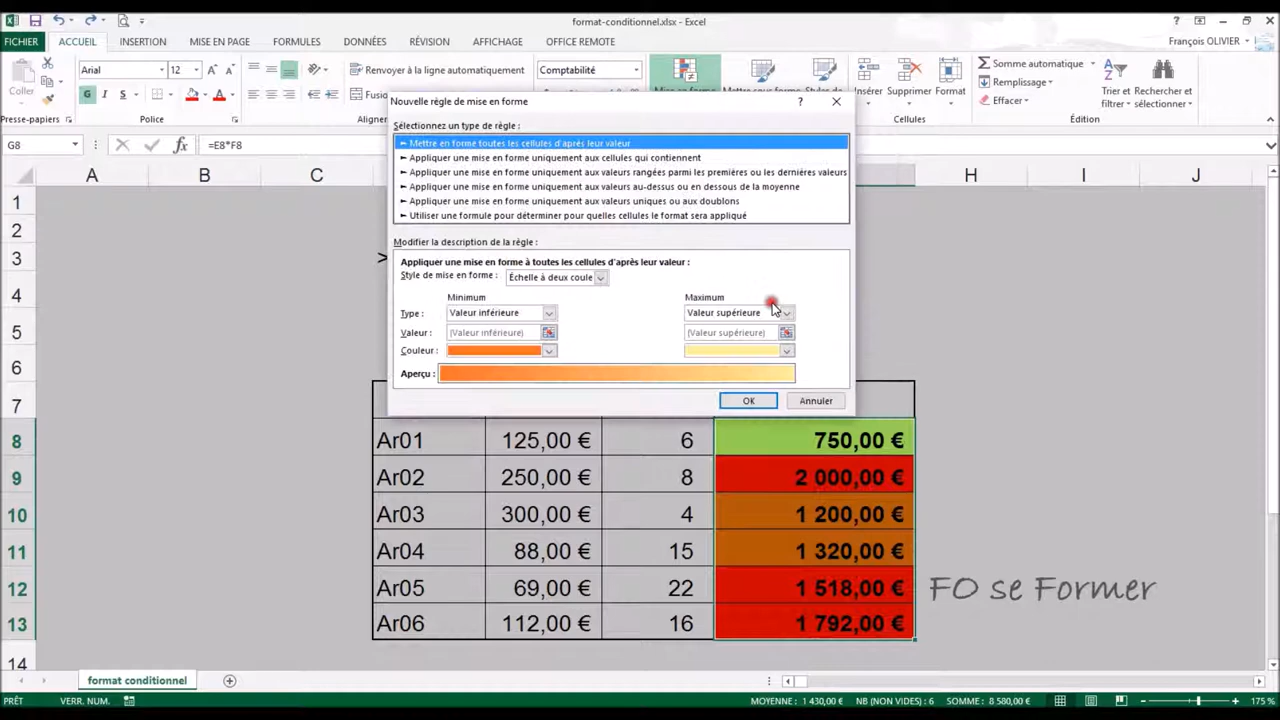 format-conditionnel.xlsx - Excel
FICHIER ACCUEIL INSERTION MISE EN PAGE FORMULES DONNÉES RÉVISION AFFICHAGE OFFICE REMOTE François OLIVIER
Coller Arial 12 Renvoyer à la ligne automatiquement Comptabilité Insérer Supprimer Format Somme automatique Remplissage Effacer Trier et filtrer Rechercher et sélectionner
Presse-papiers Police Cellules Édition
G8 =E8*F8
A B C H I J
Nouvelle règle de mise en forme
Sélectionnez un type de règle :
► Mettre en forme toutes les cellules d'après leur valeur
► Appliquer une mise en forme uniquement aux cellules qui contiennent
► Appliquer une mise en forme uniquement aux valeurs rangées parmi les premières ou les dernières valeurs
► Appliquer une mise en forme uniquement aux valeurs au-dessus ou en dessous de la moyenne
► Appliquer une mise en forme uniquement aux valeurs uniques ou aux doublons
► Utiliser une formule pour déterminer pour quelles cellules le format sera appliqué
Modifier la description de la règle :
Appliquer une mise en forme à toutes les cellules d'après leur valeur :
Style de mise en forme : Échelle à deux coule
Minimum Maximum
Type : Valeur inférieure Valeur supérieure
Valeur : (Valeur inférieure) (Valeur supérieure)
Couleur :
Aperçu :
OK Annuler
1
2
3 >
4
5
6
7
8 Ar01 125,00 € 6 750,00 €
9 Ar02 250,00 € 8 2 000,00 €
10 Ar03 300,00 € 4 1 200,00 €
11 Ar04 88,00 € 15 1 320,00 €
12 Ar05 69,00 € 22 1 518,00 €
13 Ar06 112,00 € 16 1 792,00 €
14
FO se Former
format conditionnel
PRÊT VERR. NUM. MOYENNE : 1 430,00 € NB (NON VIDES) : 6 SOMME : 8 580,00 € 175 %